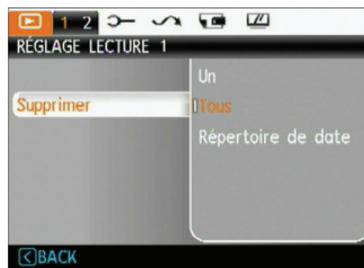 1 2
RÉGLAGE LECTURE 1
Un
Supprimer
Tous
Répertoire de date
BACK